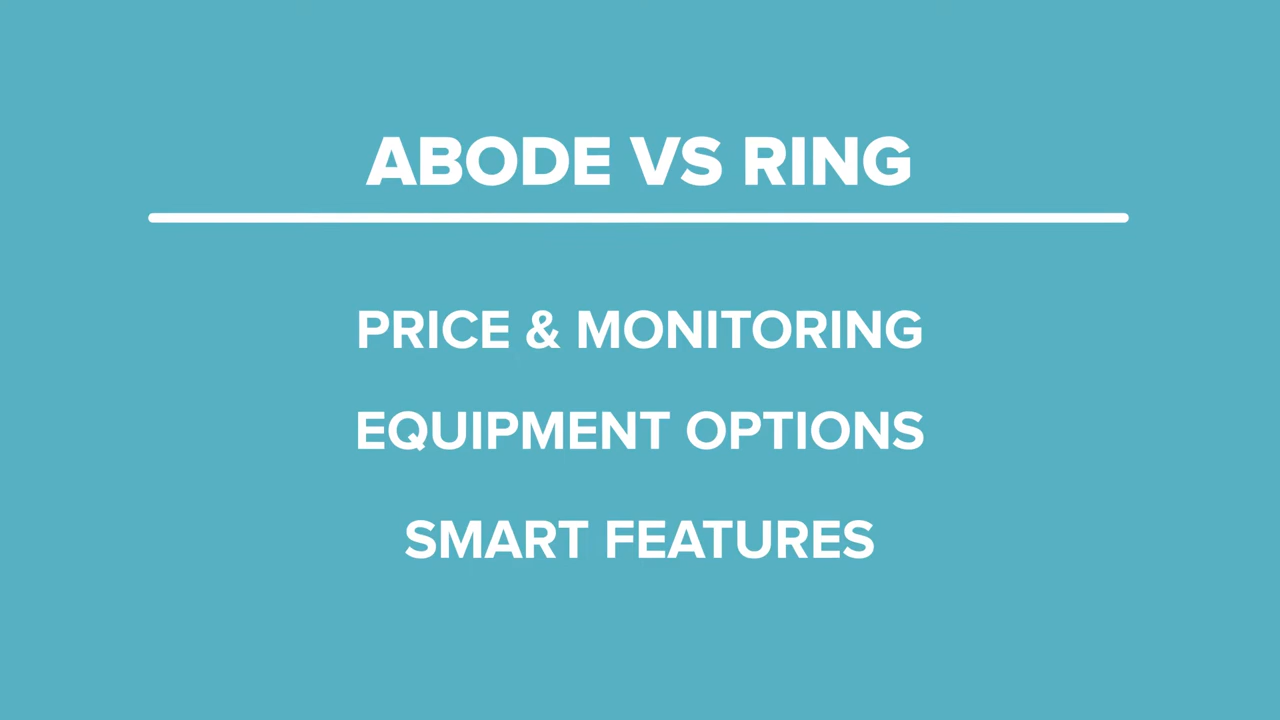 ABODE VS RING
PRICE & MONITORING
EQUIPMENT OPTIONS
SMART FEATURES